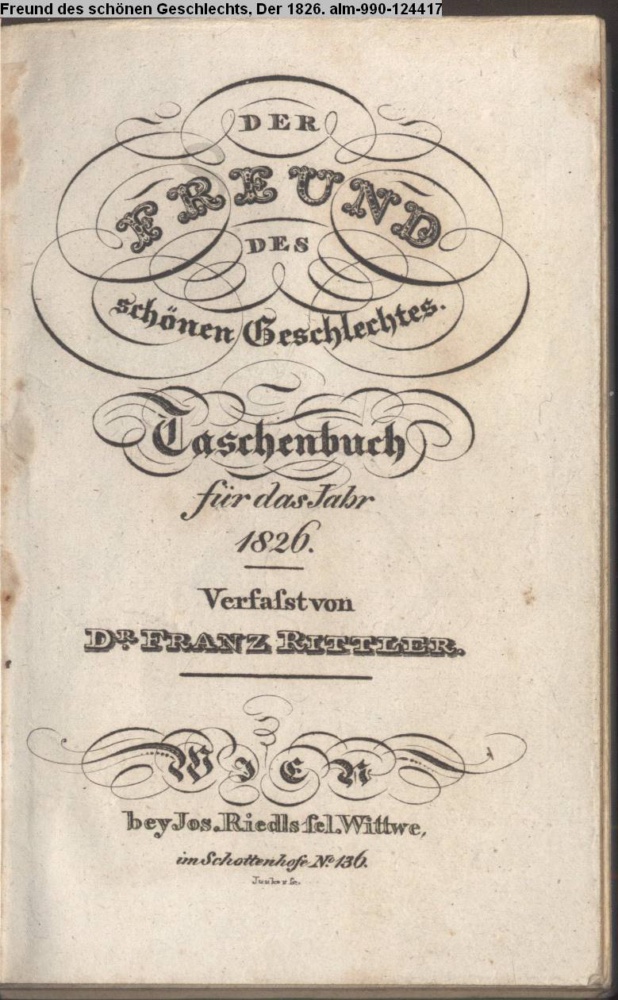 Freund des schönen Geschlechts, Der 1826. alm-990-124417
DER
FREUND
DES
schönen Geschlechtes.
Taschenbuch
für das Jahr
1826.
Verfaſst von
DR. FRANZ RITTLER.
WIEN
bey Jos. Riedls ſel. Wittwe,
im Schottenhofe No. 136.